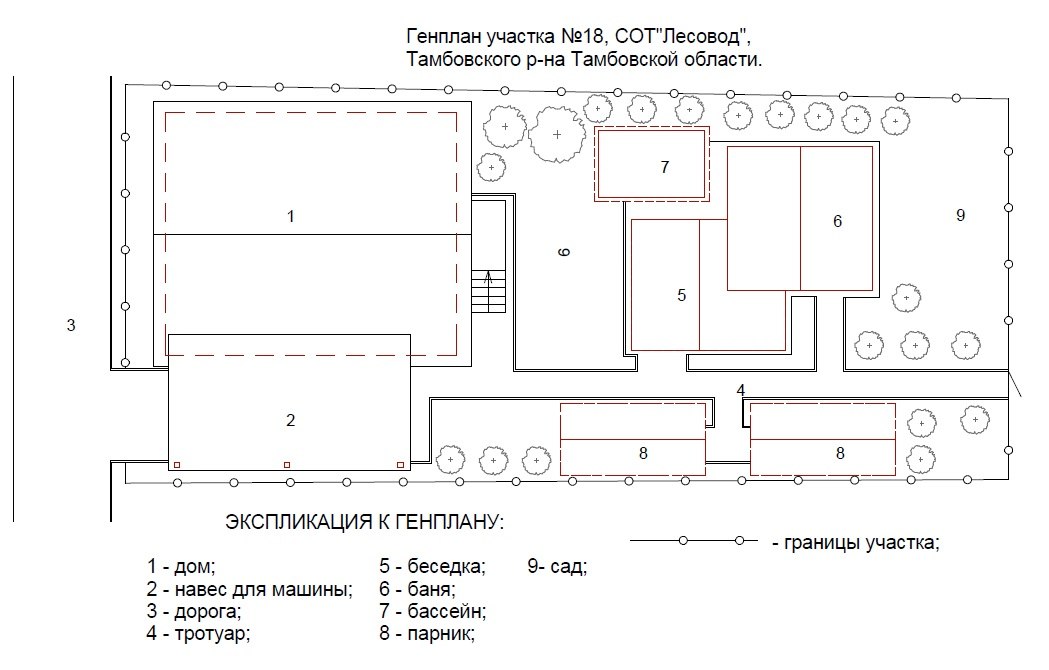 Генплан участка №18, СОТ"Лесовод",
Тамбовского р-на Тамбовской области.
7
1
6
9
9
5
3
4
2
8
8
ЭКСПЛИКАЦИЯ К ГЕНПЛАНУ:
- границы участка;
1 - дом;
5 - беседка;
9- сад;
2 - навес для машины;
6 - баня;
3 - дорога;
7 - бассейн;
4 - тротуар;
8 - парник;